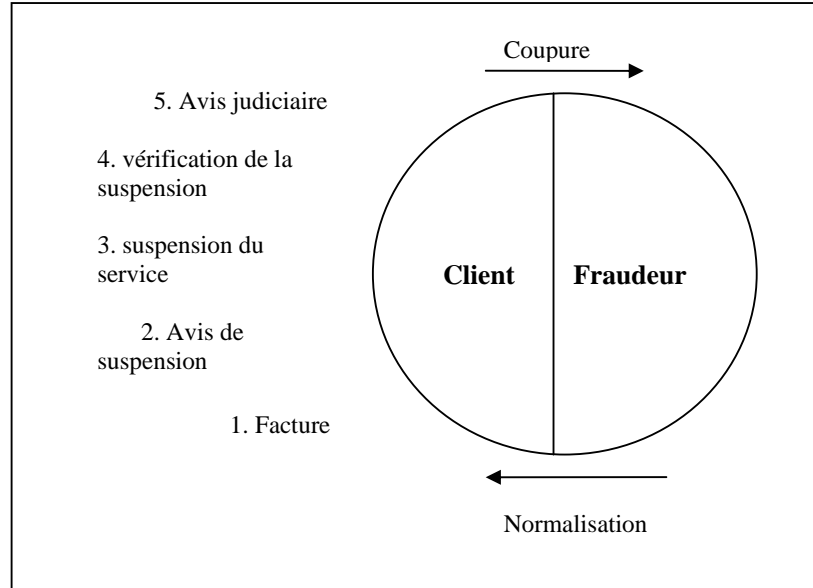 Coupure
5. Avis judiciaire
4. vérification de la
suspension
3. suspension du
service
Client
Fraudeur
2. Avis de
suspension
1. Facture
Normalisation